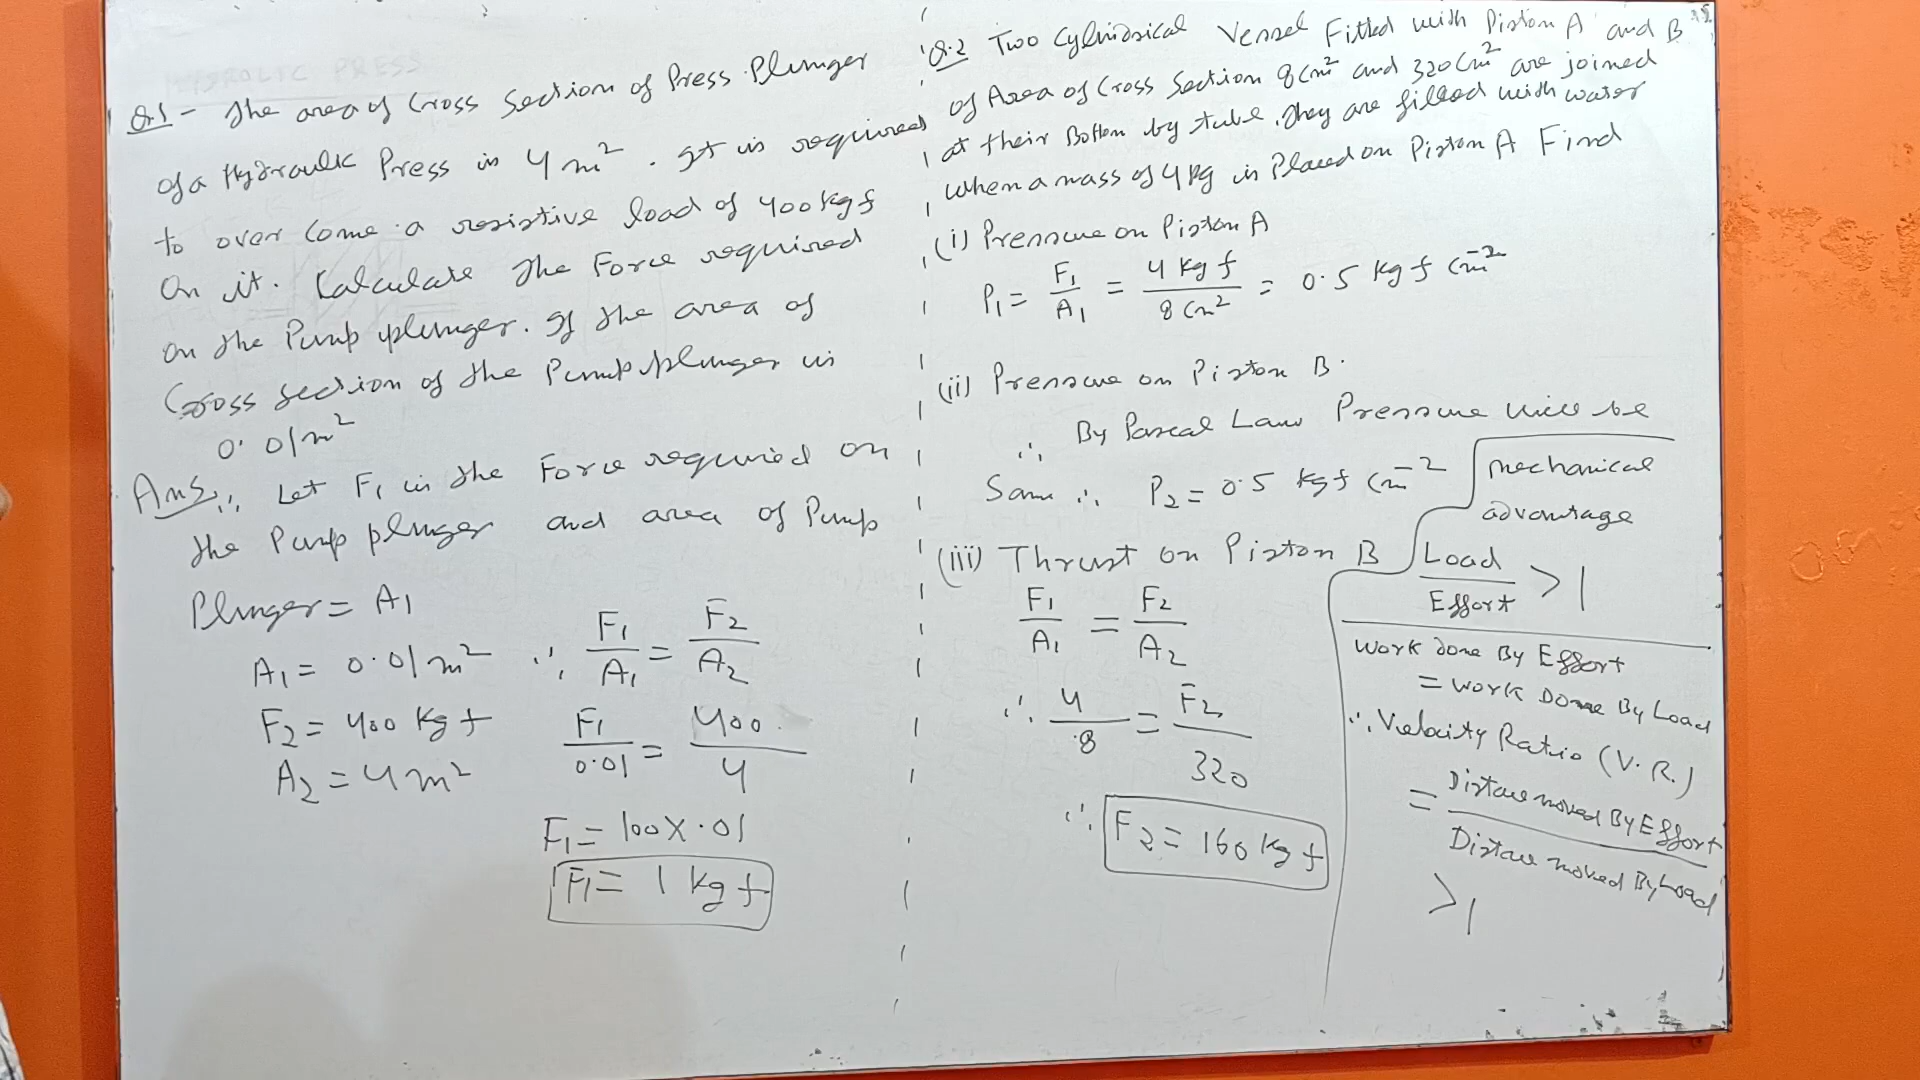 Q.1 - The area of Cross Section of Press Plunger
of a Hydraulic Press is 4 m². It is required
to over come a resistive load of 400 kgf
on it. Calculate the Force required
on the Pump plunger. If the area of
Cross section of the Pump plunger is
0.01 m²
Ans:. Let F₁ is the Force required on
the Pump plunger and area of Pump
Plunger = A₁
A₁ = 0.01 m²
F₂ = 400 kgf
A₂ = 4 m²
∴ F₁/A₁ = F₂/A₂
F₁/0.01 = 400/4
F₁ = 100 X .01
F₁ = 1 kgf
Q.2 Two Cylindrical Vessel Fitted with Piston A and B
of Area of Cross Section 8 cm² and 320 cm² are joined
at their Bottom by tube. They are filled with water
when a mass of 4 kg is Placed on Piston A Find
(i) Pressure on Piston A
P₁ = F₁/A₁ = 4 kgf/8 cm² = 0.5 kgf cm⁻²
(ii) Pressure on Piston B.
∴ By Pascal Law Pressure will be
Same ∴ P₂ = 0.5 kgf cm⁻²
(iii) Thrust on Piston B
F₁/A₁ = F₂/A₂
∴ 4/8 = F₂/320
∴ F₂ = 160 kgf
mechanical
advantage
Load/Effort > 1
Work done By Effort
= Work Done By Load
∴ Velocity Ratio (V.R.)
= Distance moved By Effort/Distance moved By Load
> 1